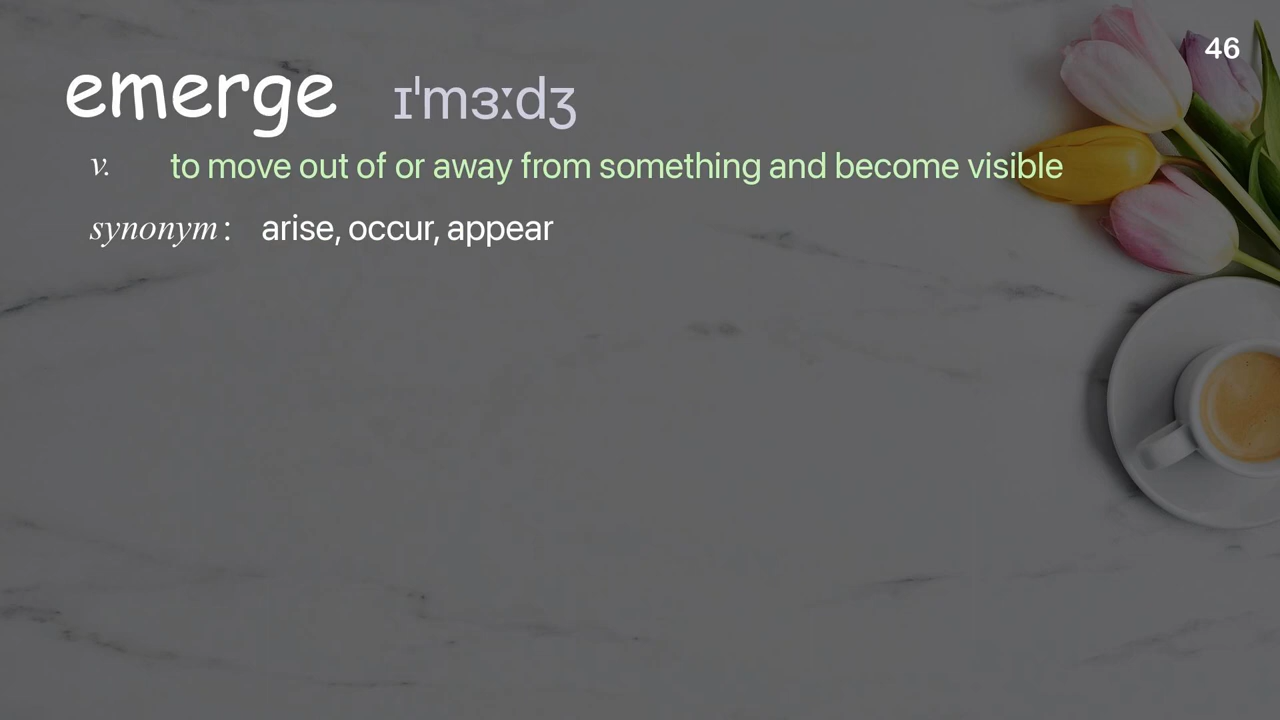 46
emerge ɪˈmɜːdʒ
v. to move out of or away from something and become visible
synonym : arise, occur, appear